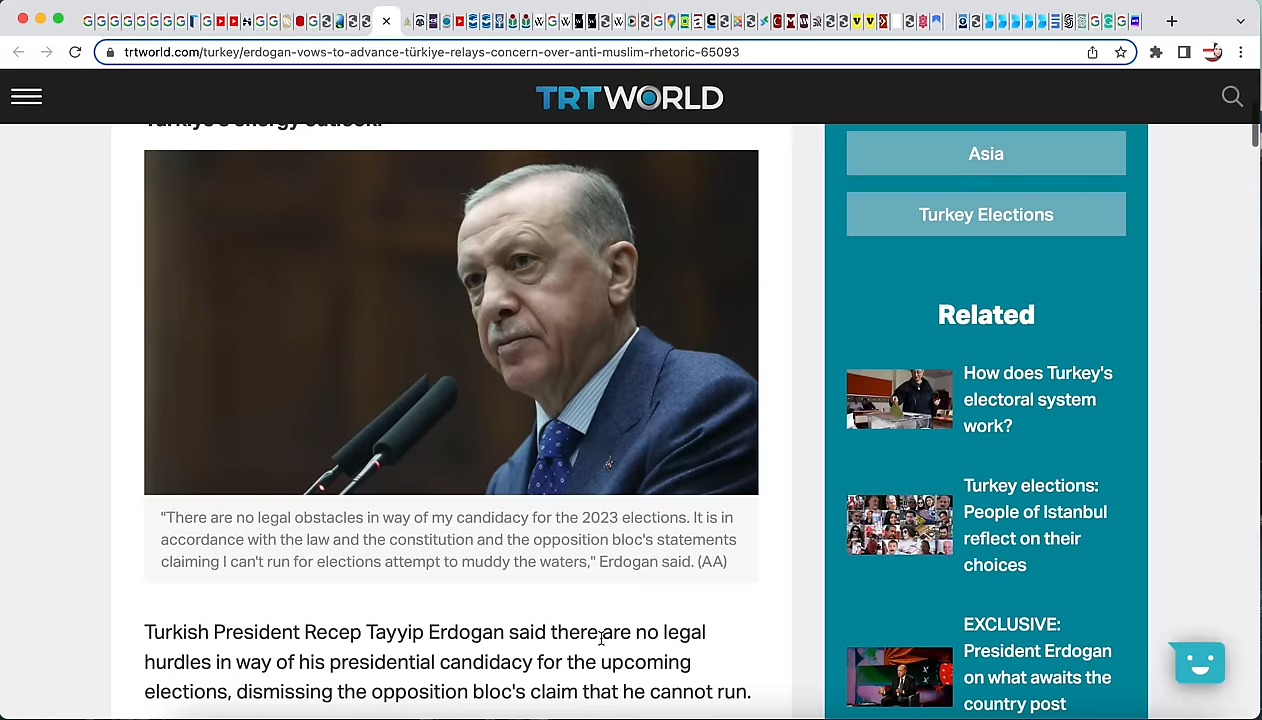 trtworld.com/turkey/erdogan-vows-to-advance-türkiye-relays-concern-over-anti-muslim-rhetoric-65093
TRTWORLD
Türkiye's energy outlook.
"There are no legal obstacles in way of my candidacy for the 2023 elections. It is in
accordance with the law and the constitution and the opposition bloc's statements
claiming I can't run for elections attempt to muddy the waters," Erdogan said. (AA)
Turkish President Recep Tayyip Erdogan said there are no legal
hurdles in way of his presidential candidacy for the upcoming
elections, dismissing the opposition bloc's claim that he cannot run.
Asia
Turkey Elections
Related
How does Turkey's
electoral system
work?
Turkey elections:
People of Istanbul
reflect on their
choices
EXCLUSIVE:
President Erdogan
on what awaits the
country post